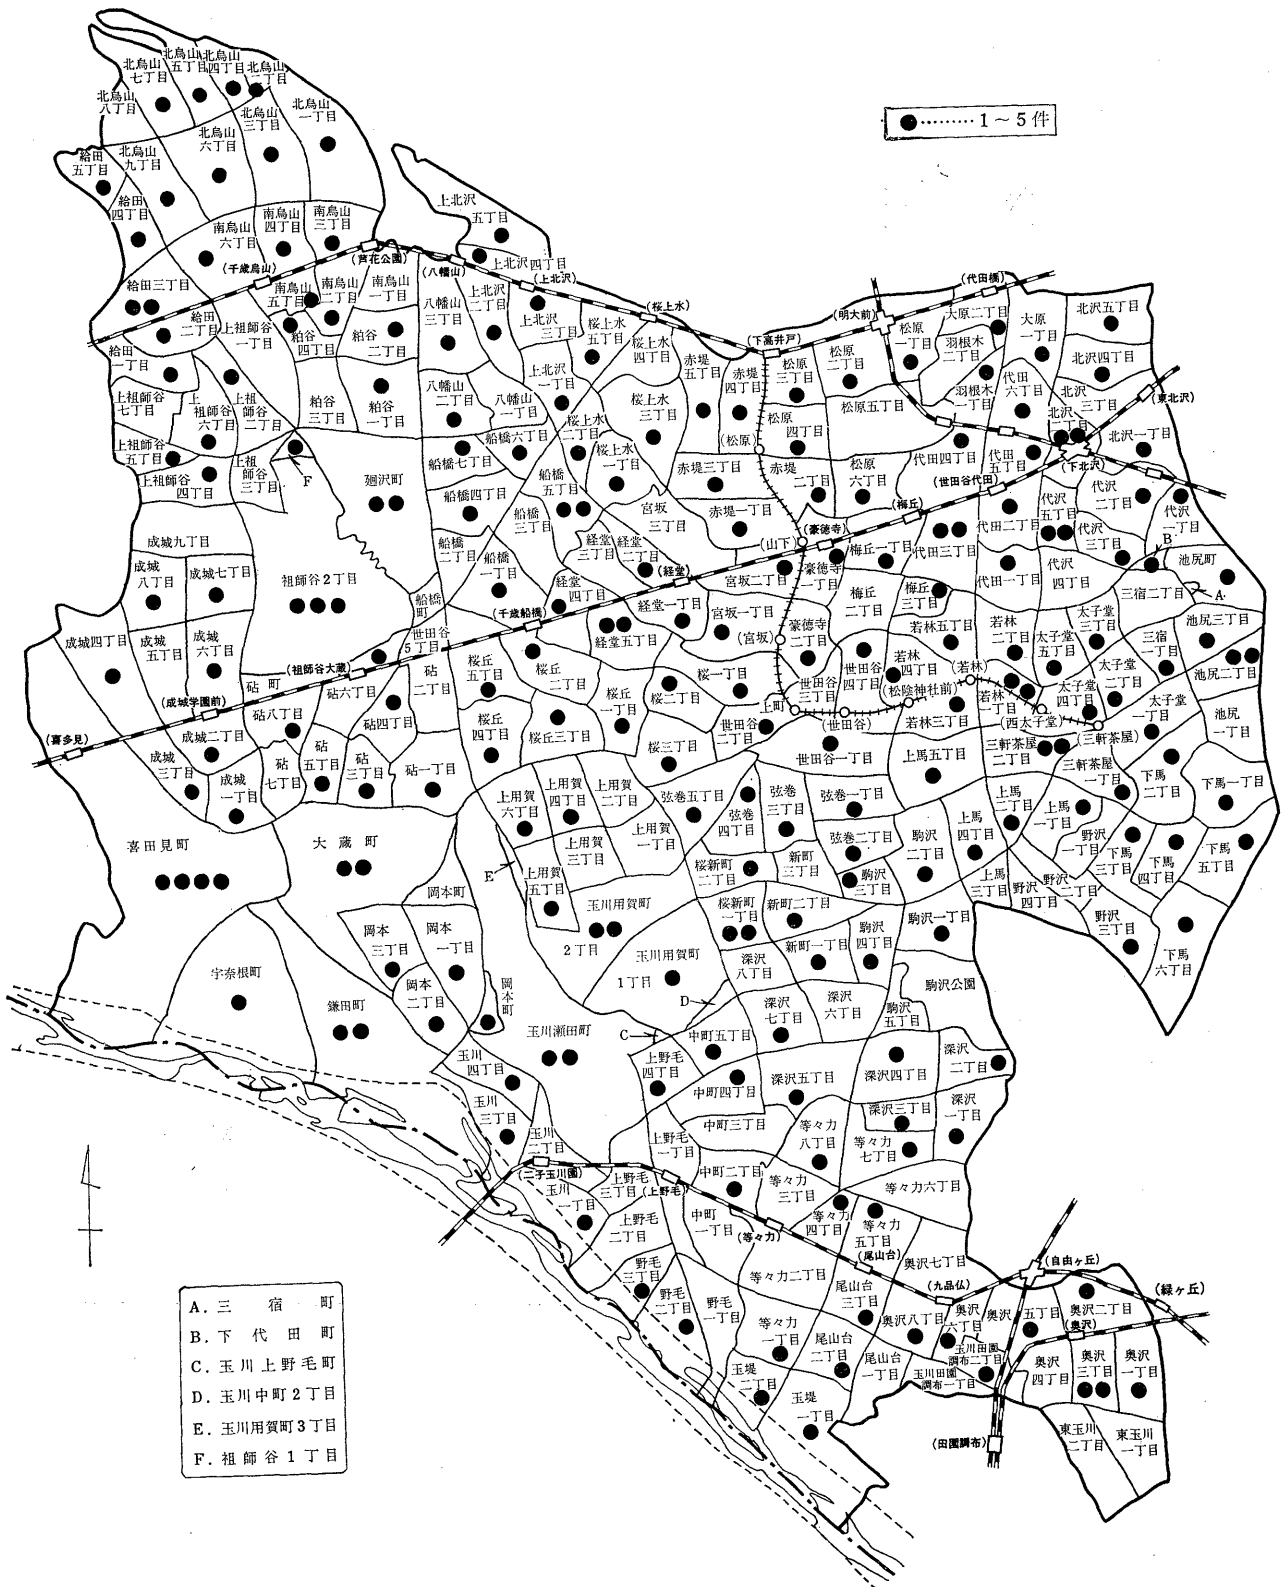 ●………１～５件
北烏山
七丁目
北烏山
五丁目
北烏山
四丁目
北烏山
二丁目
北烏山
八丁目
北烏山
三丁目
北烏山
一丁目
北烏山
六丁目
北烏山
九丁目
給田
五丁目
給田
四丁目
南烏山
六丁目
南烏山
四丁目
南烏山
三丁目
上北沢
五丁目
上北沢四丁目
(千歳烏山)
(芦花公園)
(八幡山)
(上北沢)
(桜上水)
(下高井戸)
(明大前)
(代田橋)
給田三丁目
給田
二丁目
給田
一丁目
南烏山
五丁目
南烏山
二丁目
南烏山
一丁目
上祖師谷
一丁目
粕谷
四丁目
粕谷
二丁目
粕谷
三丁目
粕谷
一丁目
八幡山
三丁目
八幡山
二丁目
八幡山
一丁目
上北沢
二丁目
上北沢
三丁目
上北沢
一丁目
桜上水
五丁目
桜上水
四丁目
桜上水
三丁目
桜上水
二丁目
桜上水
一丁目
赤堤
五丁目
赤堤
四丁目
赤堤三丁目
赤堤
二丁目
赤堤一丁目
松原
三丁目
松原
二丁目
松原
一丁目
松原
四丁目
松原五丁目
松原
六丁目
(松原)
大原二丁目
大原
一丁目
羽根木
二丁目
羽根木
一丁目
北沢五丁目
北沢四丁目
北沢
三丁目
北沢
二丁目
北沢一丁目
(東北沢)
(下北沢)
代田
六丁目
代田
五丁目
代田四丁目
代田三丁目
代田二丁目
代田一丁目
(世田谷代田)
(梅丘)
(豪徳寺)
(山下)
代沢
五丁目
代沢
二丁目
代沢
一丁目
代沢
三丁目
代沢
四丁目
B
A
池尻町
三宿二丁目
池尻三丁目
池尻二丁目
池尻
一丁目
三宿
一丁目
上祖師谷
七丁目
上
祖師谷
六丁目
上祖
師谷
二丁目
上祖師谷
五丁目
上祖師谷
四丁目
上祖
師谷
三丁目
F
廻沢町
船橋六丁目
船橋七丁目
船橋四丁目
船橋
五丁目
船橋
三丁目
船橋
二丁目
船橋
一丁目
船橋
町
宮坂
三丁目
宮坂二丁目
宮坂一丁目
(宮坂)
経堂
三丁目
経堂
二丁目
経堂
四丁目
経堂一丁目
経堂五丁目
(経堂)
(千歳船橋)
豪徳寺
一丁目
豪徳寺
二丁目
梅丘一丁目
梅丘
二丁目
梅丘
三丁目
若林五丁目
若林
四丁目
若林
二丁目
若林三丁目
若林
一丁目
(若林)
太子堂
五丁目
太子堂
三丁目
太子堂
二丁目
太子堂
四丁目
太子堂
一丁目
(西太子堂)
(三軒茶屋)
(松陰神社前)
(世田谷)
上町
世田谷
四丁目
世田谷
三丁目
世田谷
二丁目
世田谷一丁目
世田谷
5丁目
成城九丁目
成城
八丁目
成城七丁目
成城
五丁目
成城
六丁目
成城四丁目
成城二丁目
成城
三丁目
成城
一丁目
祖師谷2丁目
(祖師谷大蔵)
(成城学園前)
(喜多見)
砧 町
砧六丁目
砧八丁目
砧
七丁目
砧
五丁目
砧四丁目
砧
三丁目
砧
二丁目
砧一丁目
桜丘
五丁目
桜丘
二丁目
桜丘
一丁目
桜丘
四丁目
桜丘三丁目
桜一丁目
桜二丁目
桜三丁目
三軒茶屋
二丁目
三軒茶屋
一丁目
上馬五丁目
上馬
二丁目
上馬
一丁目
上馬
四丁目
上馬
三丁目
下馬
二丁目
下馬一丁目
下馬
三丁目
下馬
四丁目
下馬
五丁目
下馬
六丁目
野沢
一丁目
野沢
二丁目
野沢
四丁目
野沢
三丁目
上用賀
六丁目
上用賀
四丁目
上用賀
二丁目
上用賀
三丁目
上用賀
一丁目
上用賀
五丁目
E
弦巻五丁目
弦巻
四丁目
弦巻
三丁目
弦巻一丁目
弦巻二丁目
桜新町
二丁目
桜新町
一丁目
新町
三丁目
新町二丁目
新町一丁目
駒沢
二丁目
駒沢
三丁目
駒沢一丁目
駒沢
四丁目
駒沢
五丁目
駒沢公園
喜田見町
大 蔵 町
岡本町
岡本
三丁目
岡本
一丁目
岡本
二丁目
岡本町
宇奈根町
鎌田町
玉川用賀町
2丁目
玉川用賀町
1丁目
玉川瀬田町
C
D
深沢
八丁目
深沢
七丁目
深沢
六丁目
深沢五丁目
深沢四丁目
深沢
二丁目
深沢三丁目
深沢
一丁目
中町五丁目
中町四丁目
中町三丁目
中町二丁目
中町
一丁目
上野毛
四丁目
上野毛
一丁目
上野毛
三丁目
上野毛
二丁目
(上野毛)
玉川
四丁目
玉川
三丁目
玉川
二丁目
玉川
一丁目
(二子玉川園)
野毛
三丁目
野毛
二丁目
野毛
一丁目
等々力
八丁目
等々力
七丁目
等々力六丁目
等々力
三丁目
等々力
四丁目
等々力
五丁目
等々力二丁目
等々力
一丁目
(等々力)
(尾山台)
(九品仏)
(自由ヶ丘)
(緑ヶ丘)
尾山台
三丁目
尾山台
二丁目
尾山台
一丁目
玉堤
二丁目
玉堤
一丁目
奥沢七丁目
奥沢八丁目
奥沢
六丁目
奥沢
五丁目
奥沢二丁目
(奥沢)
奥沢
四丁目
奥沢
三丁目
奥沢
一丁目
玉川田園
調布二丁目
玉川田園
調布一丁目
(田園調布)
東玉川
二丁目
東玉川
一丁目
A．三 宿 町
B．下 代 田 町
C．玉川上野毛町
D．玉川中町２丁目
E．玉川用賀町３丁目
F．祖師谷１丁目